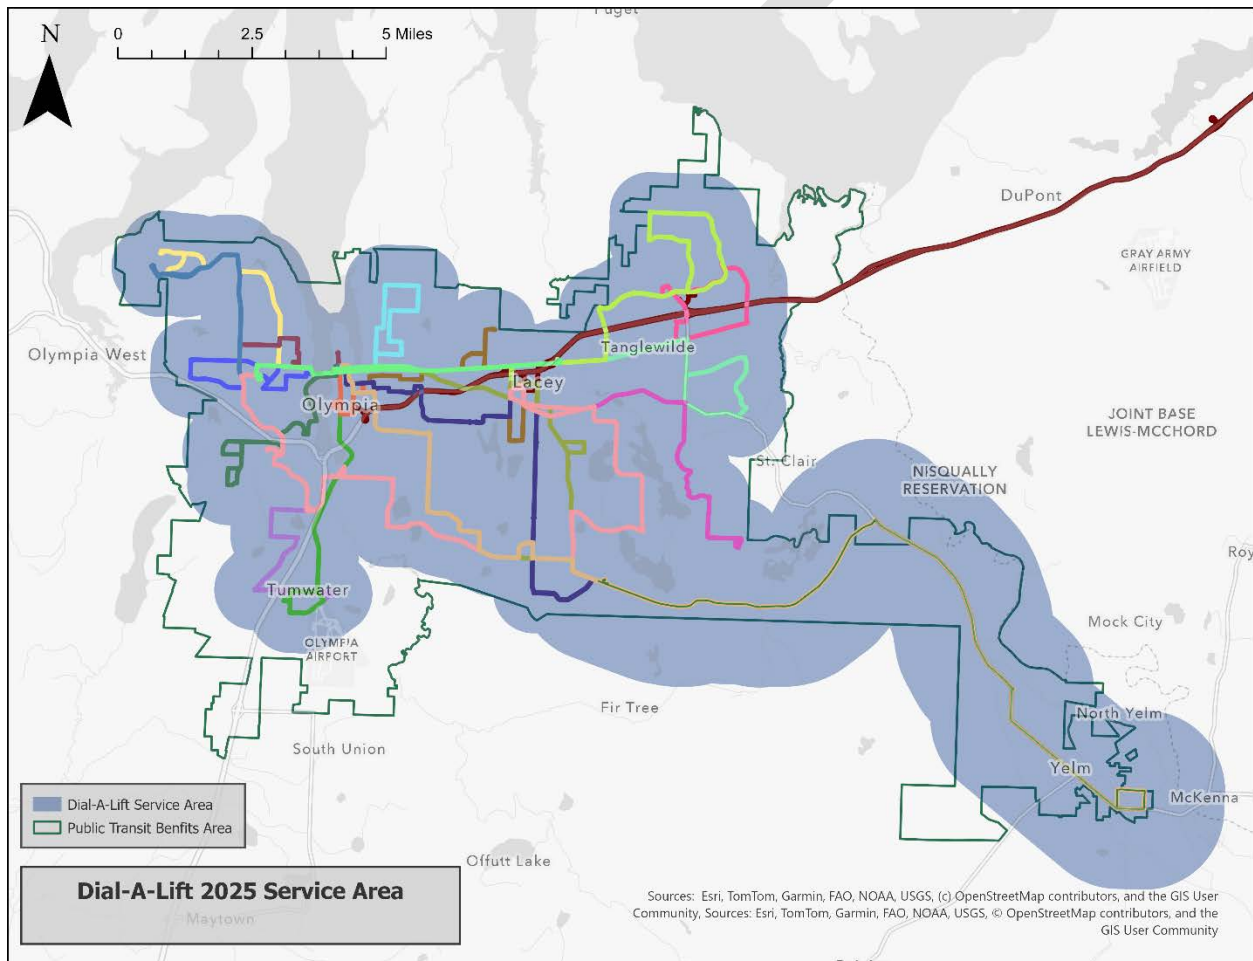 Puget
N
0 2.5 5 Miles
DuPont
GRAY ARMY
AIRFIELD
Olympia West
Tanglewilde
Lacey
Olympia
JOINT BASE
LEWIS-MCCHORD
St. Clair
NISQUALLY
RESERVATION
Roy
Tumwater
Mock City
OLYMPIA
AIRPORT
Fir Tree
North Yelm
South Union
Yelm
McKenna
Dial-A-Lift Service Area
Public Transit Benfits Area
Offutt Lake
Dial-A-Lift 2025 Service Area
Maytown
Sources: Esri, TomTom, Garmin, FAO, NOAA, USGS, (c) OpenStreetMap contributors, and the GIS User
Community, Sources: Esri, TomTom, Garmin, FAO, NOAA, USGS, © OpenStreetMap contributors, and the
GIS User Community